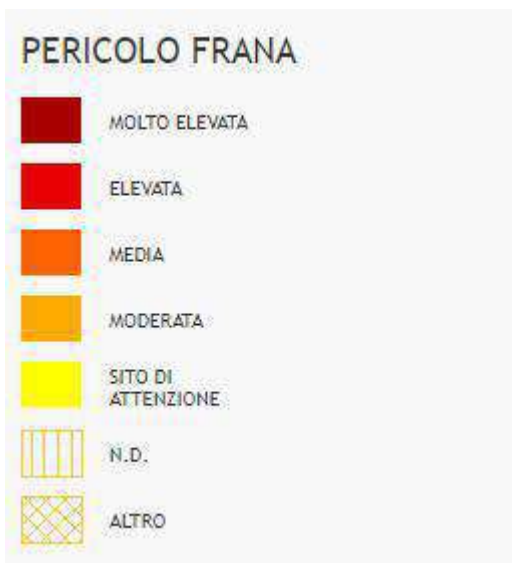 PERICOLO FRANA
MOLTO ELEVATA
ELEVATA
MEDIA
MODERATA
SITO DI
ATTENZIONE
N.D.
ALTRO